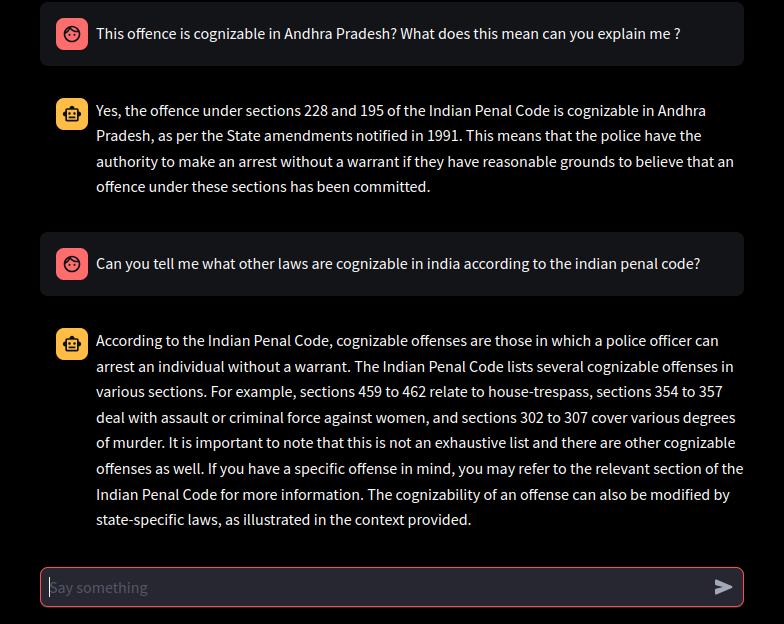 This offence is cognizable in Andhra Pradesh? What does this mean can you explain me ?
Yes, the offence under sections 228 and 195 of the Indian Penal Code is cognizable in Andhra
Pradesh, as per the State amendments notified in 1991. This means that the police have the
authority to make an arrest without a warrant if they have reasonable grounds to believe that an
offence under these sections has been committed.
Can you tell me what other laws are cognizable in india according to the indian penal code?
According to the Indian Penal Code, cognizable offenses are those in which a police officer can
arrest an individual without a warrant. The Indian Penal Code lists several cognizable offenses in
various sections. For example, sections 459 to 462 relate to house-trespass, sections 354 to 357
deal with assault or criminal force against women, and sections 302 to 307 cover various degrees
of murder. It is important to note that this is not an exhaustive list and there are other cognizable
offenses as well. If you have a specific offense in mind, you may refer to the relevant section of the
Indian Penal Code for more information. The cognizability of an offense can also be modified by
state-specific laws, as illustrated in the context provided.
Say something